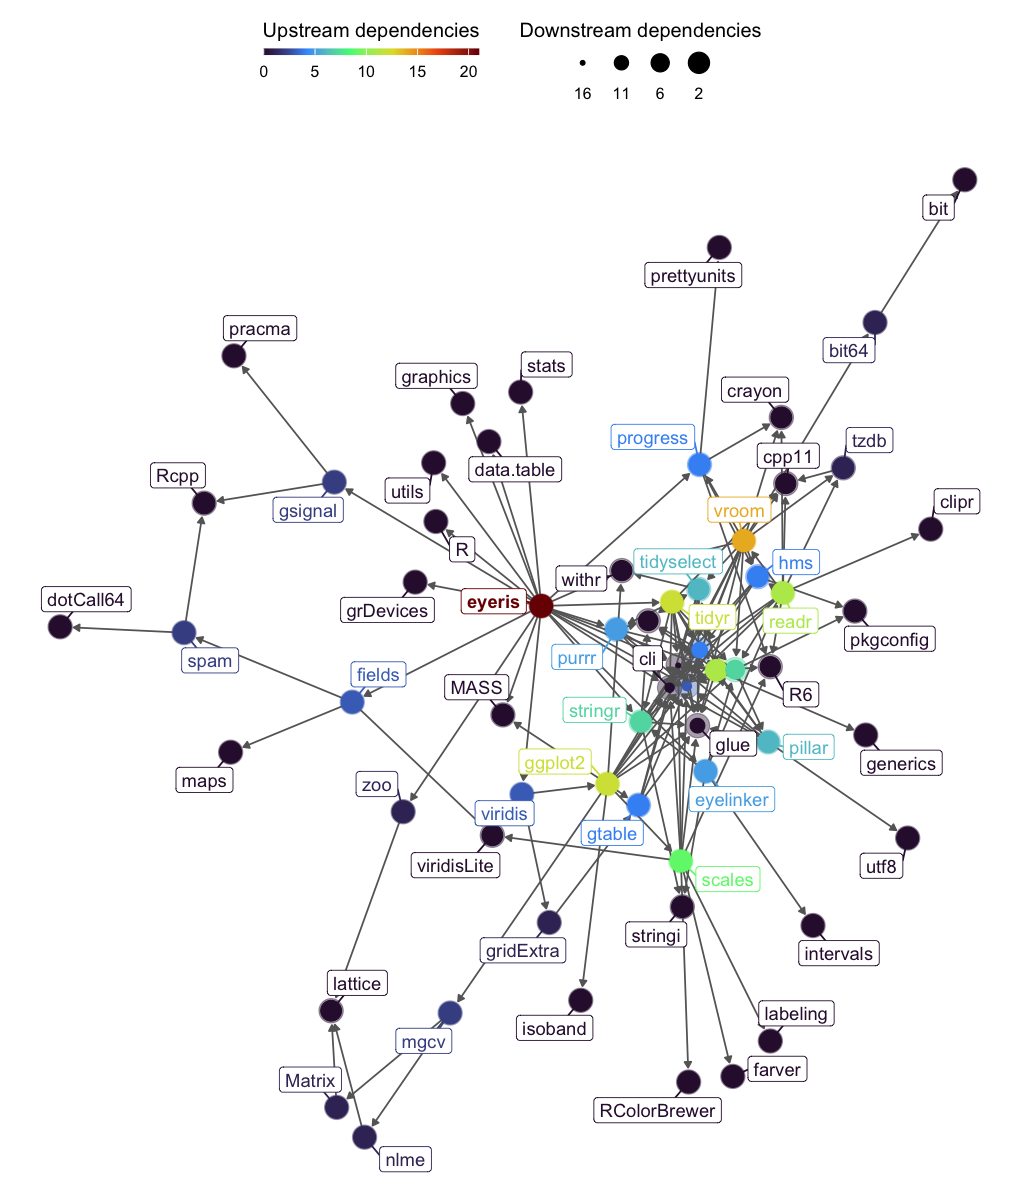 Upstream dependencies
0 5 10 15 20
Downstream dependencies
16 11 6 2
bit
prettyunits
pracma
bit64
stats
graphics
crayon
progress
tzdb
cpp11
data.table
Rcpp
utils
clipr
gsignal
vroom
R
tidyselect
hms
withr
dotCall64
eyeris
grDevices
tidyr
readr
pkgconfig
purrr
cli
spam
fields
MASS
R6
stringr
glue
pillar
generics
ggplot2
maps
zoo
eyelinker
viridis
gtable
viridisLite
utf8
scales
stringi
gridExtra
intervals
lattice
labeling
isoband
mgcv
farver
Matrix
RColorBrewer
nlme